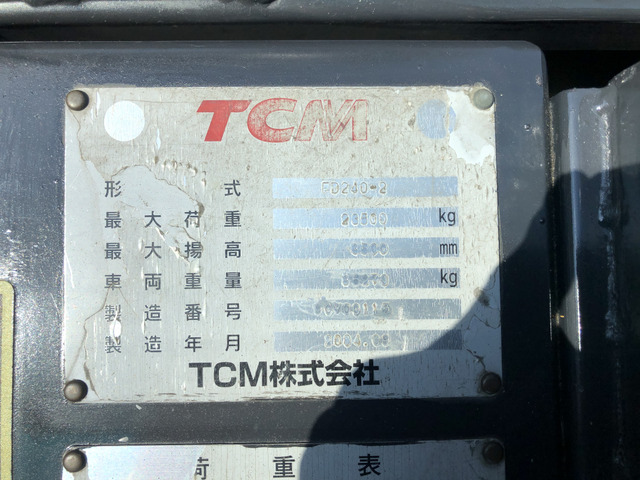 TCM
形式 FD240-2
最大荷重 kg
最大揚高 mm
車両重量 kg
製造番号
製造年月
TCM株式会社
荷重表